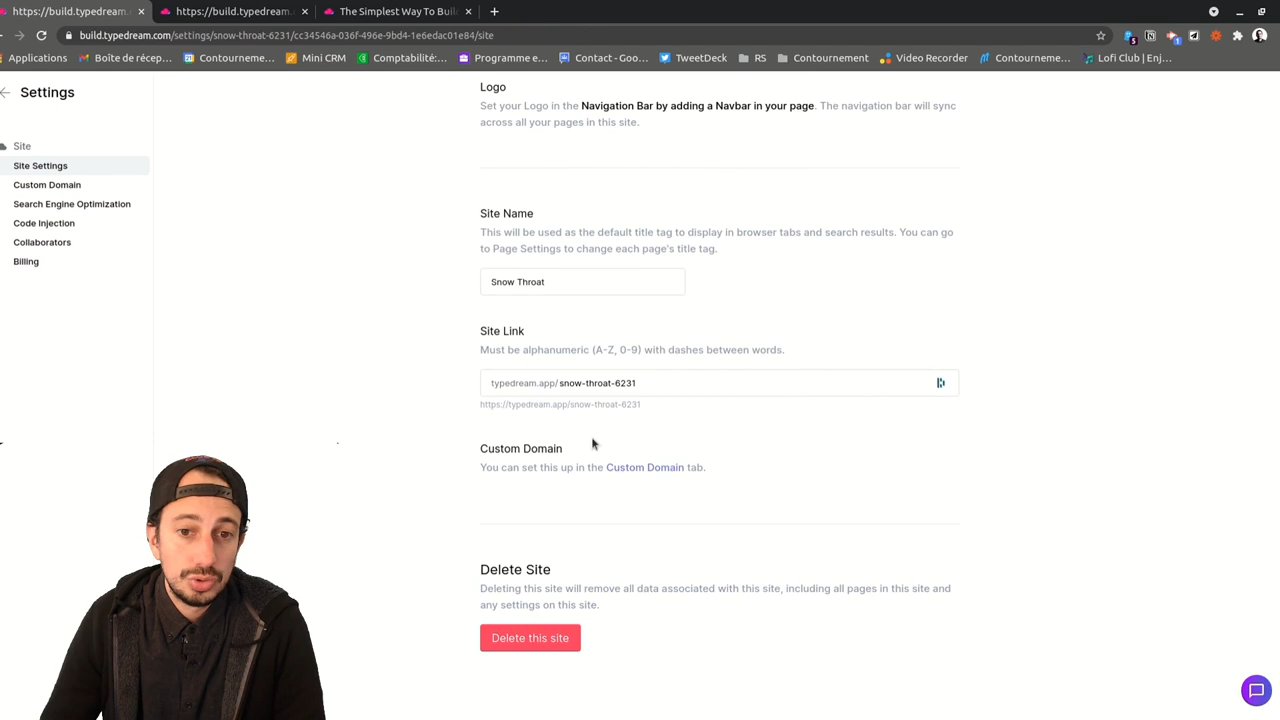 https://build.typedream.com/
https://build.typedream.com/
The Simplest Way To Buil
build.typedream.com/settings/snow-throat-6231/cc34546a-036f-496e-9bd4-1e6edac01e84/site
Applications
Boîte de récep...
Contourneme...
Mini CRM
Comptabilité:...
Programme e...
Contact - Goo...
TweetDeck
RS
Contournement
Video Recorder
Contourneme...
Lofi Club | Enj...
Settings
Site
Site Settings
Custom Domain
Search Engine Optimization
Code Injection
Collaborators
Billing
Logo
Set your Logo in the Navigation Bar by adding a Navbar in your page. The navigation bar will sync
across all your pages in this site.
Site Name
This will be used as the default title tag to display in browser tabs and search results. You can go
to Page Settings to change each page's title tag.
Snow Throat
Site Link
Must be alphanumeric (A-Z, 0-9) with dashes between words.
typedream.app/snow-throat-6231
https://typedream.app/snow-throat-6231
Custom Domain
You can set this up in the Custom Domain tab.
Delete Site
Deleting this site will remove all data associated with this site, including all pages in this site and
any settings on this site.
Delete this site